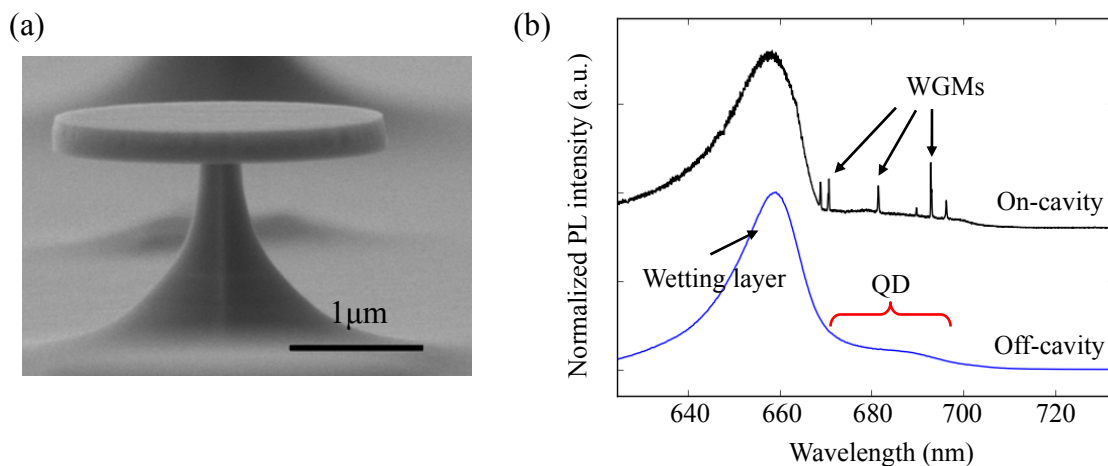 (a)
1μm
(b)
Normalized PL intensity (a.u.)
WGMs
On-cavity
Wetting layer
QD
Off-cavity
640 660 680 700 720
Wavelength (nm)